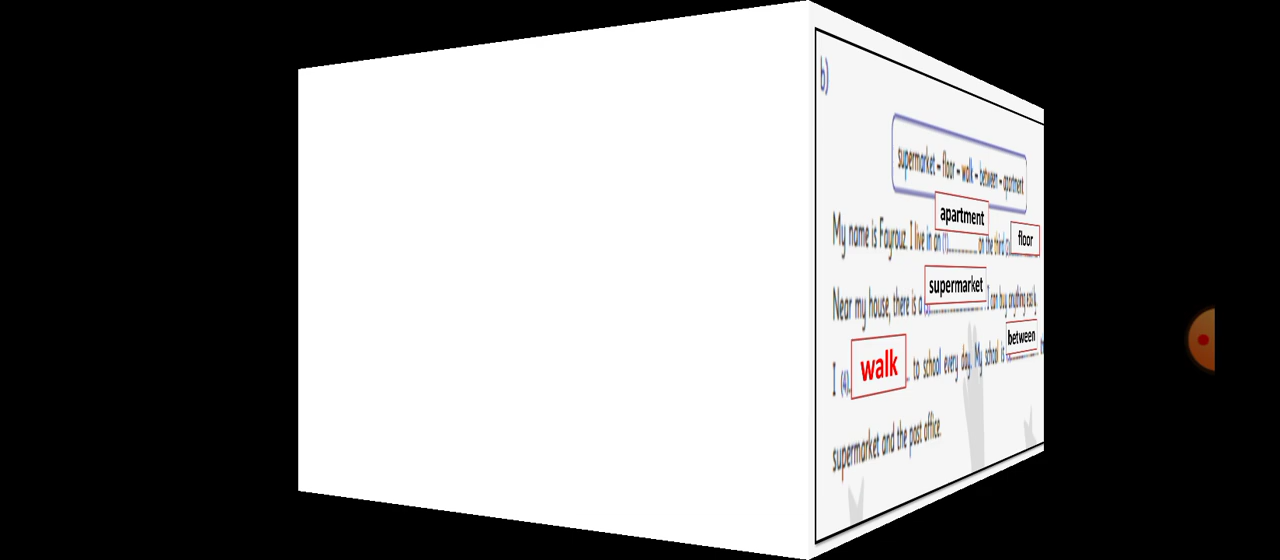 b)
supermarket – floor – walk – between – apartment
My name is Fayrouz. I live in an (1) apartment on the third floor
Near my house, there is a supermarket I can buy anything easily.
I (4) walk to school every day. My school is between
supermarket and the post office.